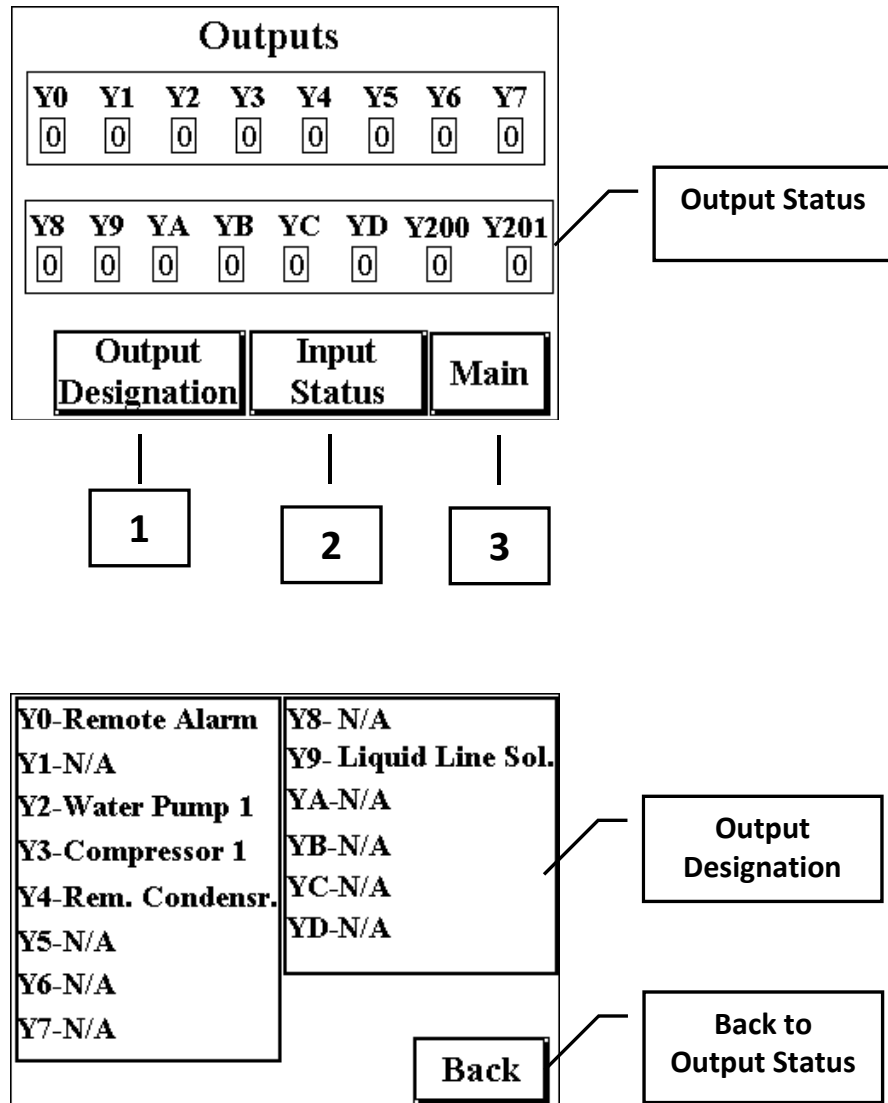 Outputs
Y0 Y1 Y2 Y3 Y4 Y5 Y6 Y7
0 0 0 0 0 0 0 0
Y8 Y9 YA YB YC YD Y200 Y201
0 0 0 0 0 0 0 0
Output Status
Output
Designation
Input
Status
Main
1
2
3
Y0-Remote Alarm
Y1-N/A
Y2-Water Pump 1
Y3-Compressor 1
Y4-Rem. Condensr.
Y5-N/A
Y6-N/A
Y7-N/A
Y8- N/A
Y9- Liquid Line Sol.
YA-N/A
YB-N/A
YC-N/A
YD-N/A
Output
Designation
Back
Back to
Output Status